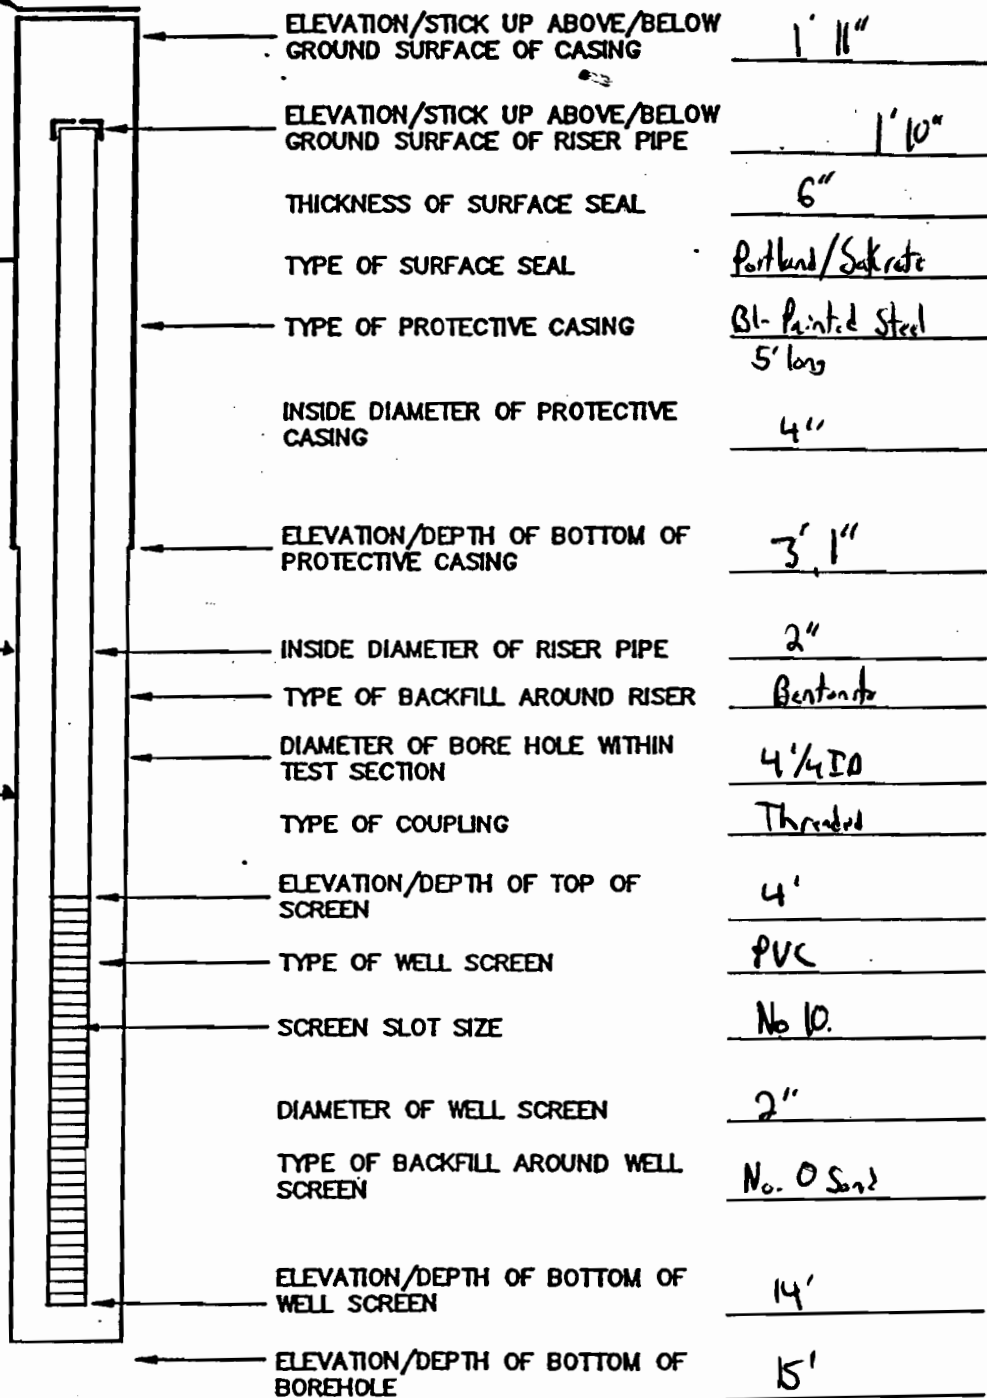 ELEVATION/STICK UP ABOVE/BELOW
GROUND SURFACE OF CASING 1' 11"
ELEVATION/STICK UP ABOVE/BELOW
GROUND SURFACE OF RISER PIPE 1' 10"
THICKNESS OF SURFACE SEAL 6"
TYPE OF SURFACE SEAL Portland/Sakrete
TYPE OF PROTECTIVE CASING Bl-Painted Steel
5' long
INSIDE DIAMETER OF PROTECTIVE
CASING 4"
ELEVATION/DEPTH OF BOTTOM OF
PROTECTIVE CASING 3' 1"
INSIDE DIAMETER OF RISER PIPE 2"
TYPE OF BACKFILL AROUND RISER Bentonite
DIAMETER OF BORE HOLE WITHIN
TEST SECTION 4 1/4 ID
TYPE OF COUPLING Threaded
ELEVATION/DEPTH OF TOP OF
SCREEN 4'
TYPE OF WELL SCREEN PVC
SCREEN SLOT SIZE No 10.
DIAMETER OF WELL SCREEN 2"
TYPE OF BACKFILL AROUND WELL
SCREEN No. 0 Sand
ELEVATION/DEPTH OF BOTTOM OF
WELL SCREEN 14'
ELEVATION/DEPTH OF BOTTOM OF
BOREHOLE 15'